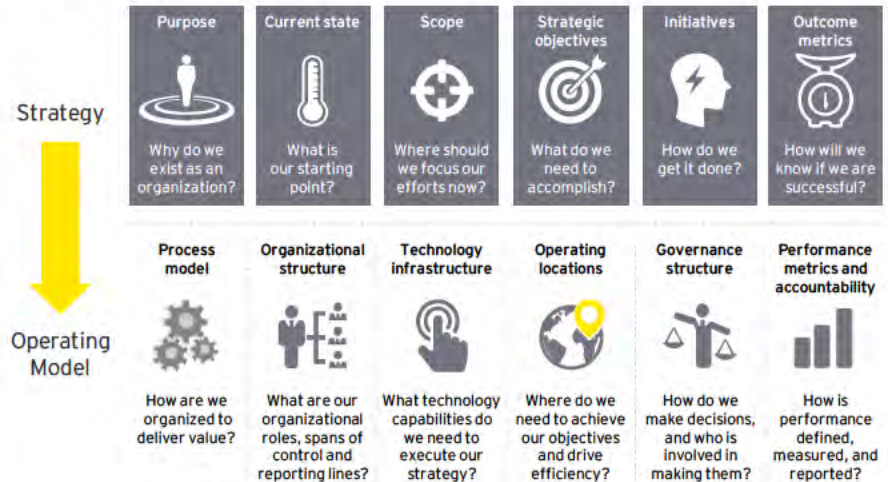 Strategy
Purpose
Why do we
exist as an
organization?
Current state
What is
our starting
point?
Scope
Where should
we focus our
efforts now?
Strategic
objectives
What do we
need to
accomplish?
Initiatives
How do we
get it done?
Outcome
metrics
How will we
know if we are
successful?
Operating
Model
Process
model
How are we
organized to
deliver value?
Organizational
structure
What are our
organizational
roles, spans of
control and
reporting lines?
Technology
infrastructure
What technology
capabilities do
we need to
execute our
strategy?
Operating
locations
Where do we
need to achieve
our objectives
and drive
efficiency?
Governance
structure
How do we
make decisions,
and who is
involved in
making them?
Performance
metrics and
accountability
How is
performance
defined,
measured, and
reported?